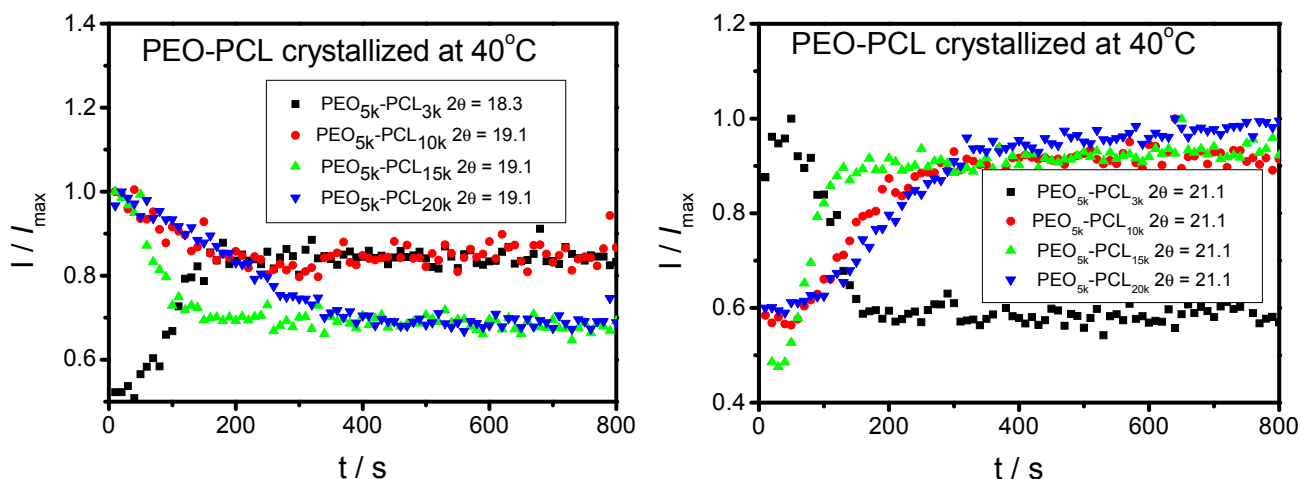 PEO-PCL crystallized at 40°C
PEO5k-PCL3k 2θ = 18.3
PEO5k-PCL10k 2θ = 19.1
PEO5k-PCL15k 2θ = 19.1
PEO5k-PCL20k 2θ = 19.1
I / Imax
1.4
1.2
1.0
0.8
0.6
0 200 400 600 800
t / s
PEO-PCL crystallized at 40°C
PEO5k-PCL3k 2θ = 21.1
PEO5k-PCL10k 2θ = 21.1
PEO5k-PCL15k 2θ = 21.1
PEO5k-PCL20k 2θ = 21.1
I / Imax
1.2
1.0
0.8
0.6
0.4
0 200 400 600 800
t / s